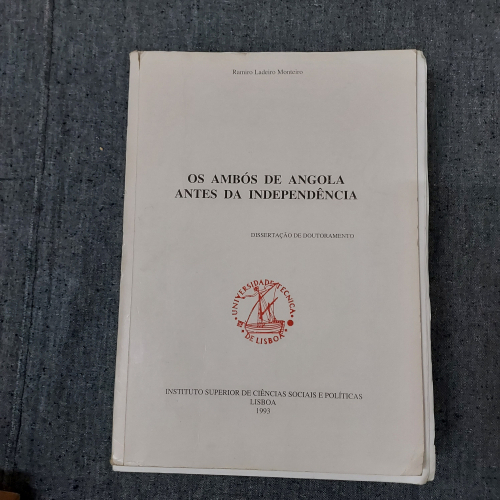 Ramiro Ladeiro Monteiro
OS AMBÓS DE ANGOLA
ANTES DA INDEPENDÊNCIA
DISSERTAÇÃO DE DOUTORAMENTO
UNIVERSIDADE TÉCNICA
DE LISBOA
INSTITUTO SUPERIOR DE CIÊNCIAS SOCIAIS E POLÍTICAS
LISBOA
1993